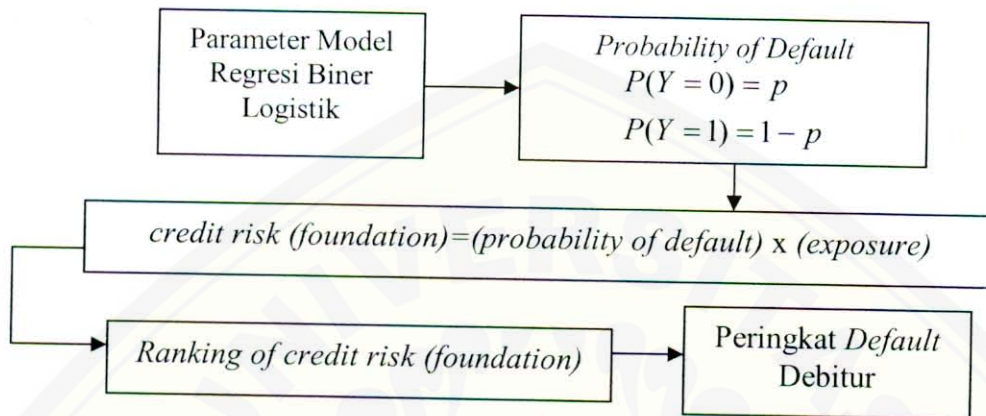 Parameter Model
Regresi Biner
Logistik
Probability of Default
P(Y = 0) = p
P(Y = 1) = 1 − p
credit risk (foundation)=(probability of default) x (exposure)
Ranking of credit risk (foundation)
Peringkat Default
Debitur